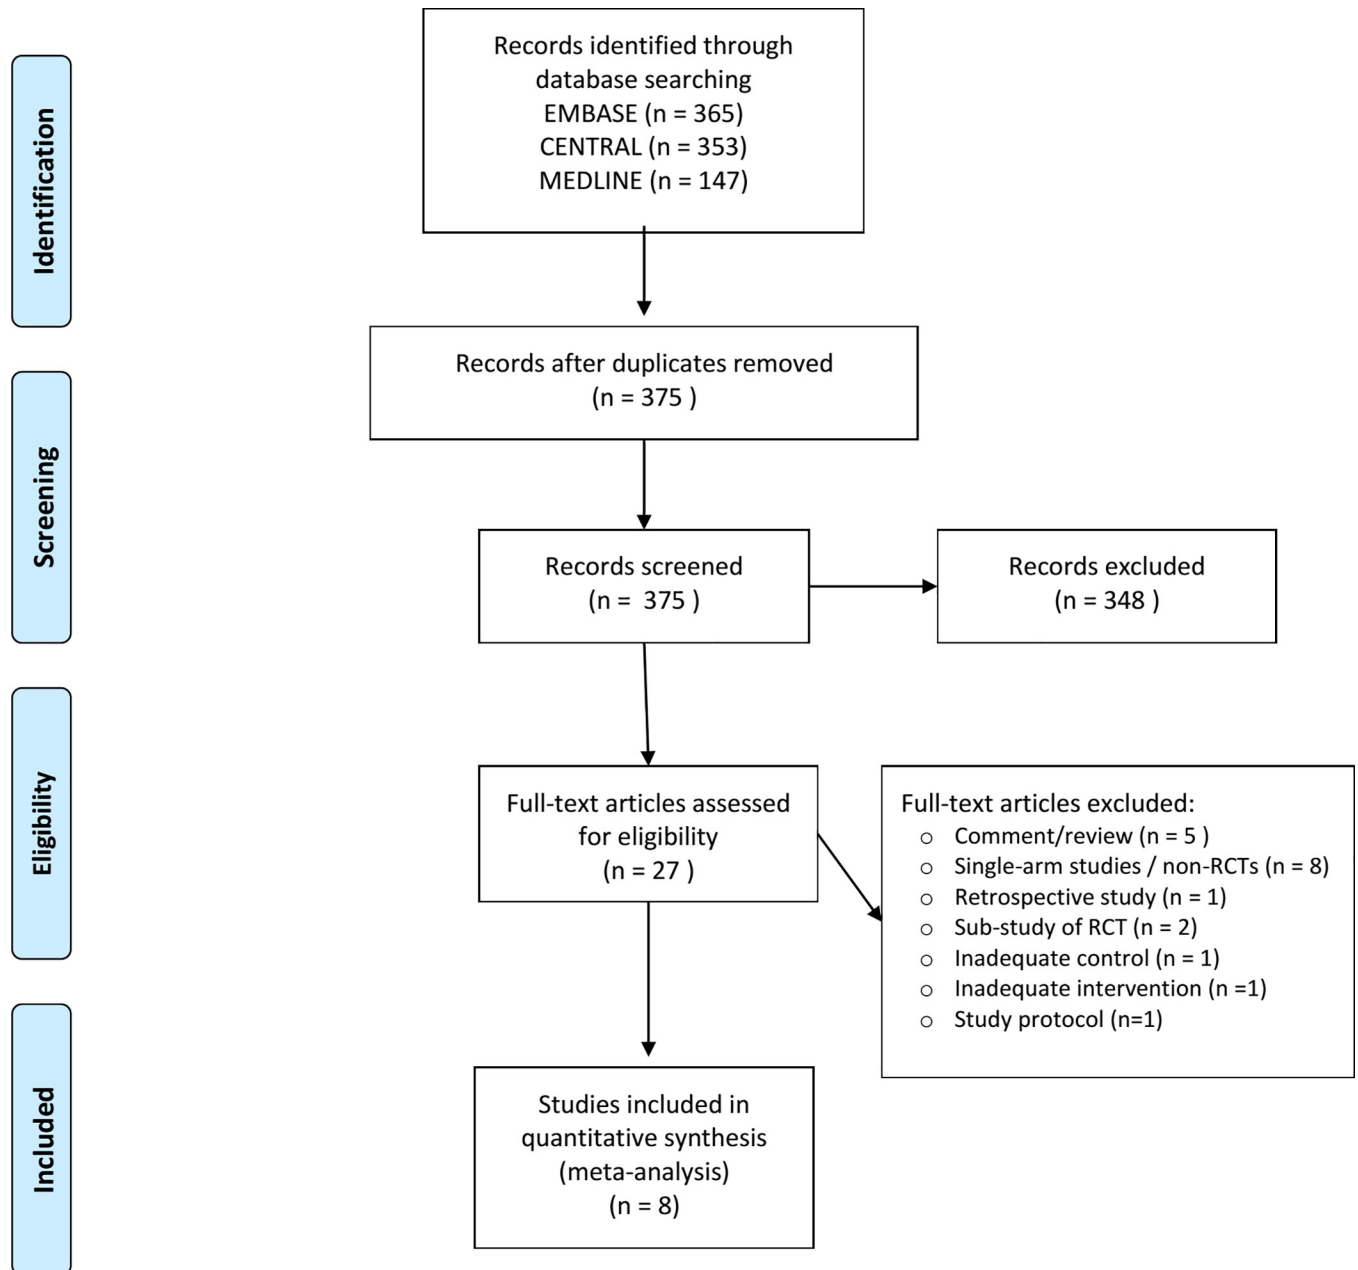 Identification
Records identified through
database searching
EMBASE (n = 365)
CENTRAL (n = 353)
MEDLINE (n = 147)
Records after duplicates removed
(n = 375 )
Screening
Records screened
(n =  375 )
Records excluded
(n = 348 )
Eligibility
Full-text articles assessed
for eligibility
(n = 27 )
Full-text articles excluded:
o Comment/review (n = 5 )
o Single-arm studies / non-RCTs (n = 8)
o Retrospective study (n = 1)
o Sub-study of RCT (n = 2)
o Inadequate control (n = 1)
o Inadequate intervention (n =1)
o Study protocol (n=1)
Included
Studies included in
quantitative synthesis
(meta-analysis)
(n = 8)